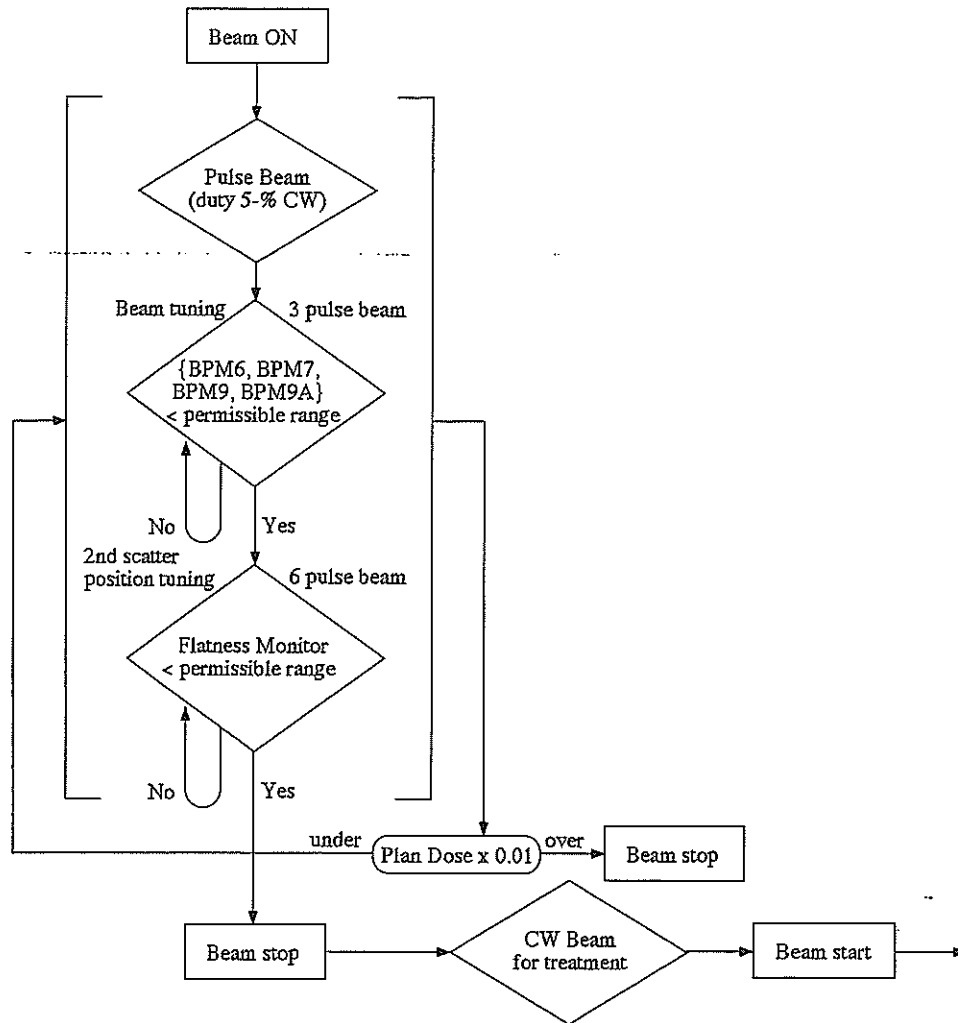 Beam ON
Pulse Beam
(duty 5-% CW)
Beam tuning
3 pulse beam
{BPM6, BPM7,
BPM9, BPM9A}
< permissible range
No
Yes
2nd scatter
position tuning
6 pulse beam
Flatness Monitor
< permissible range
No
Yes
under
Plan Dose x 0.01
over
Beam stop
Beam stop
CW Beam
for treatment
Beam start